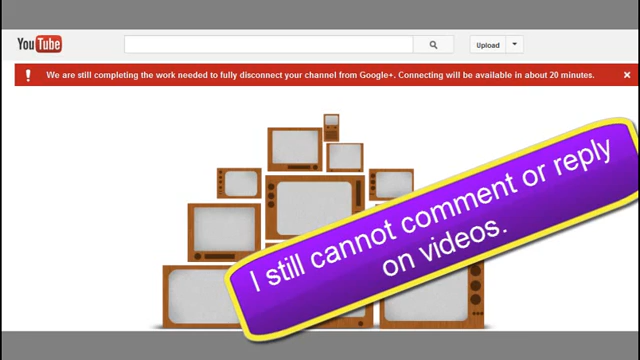 YouTube
Upload
We are still completing the work needed to fully disconnect your channel from Google+. Connecting will be available in about 20 minutes.
I still cannot comment or reply
on videos.